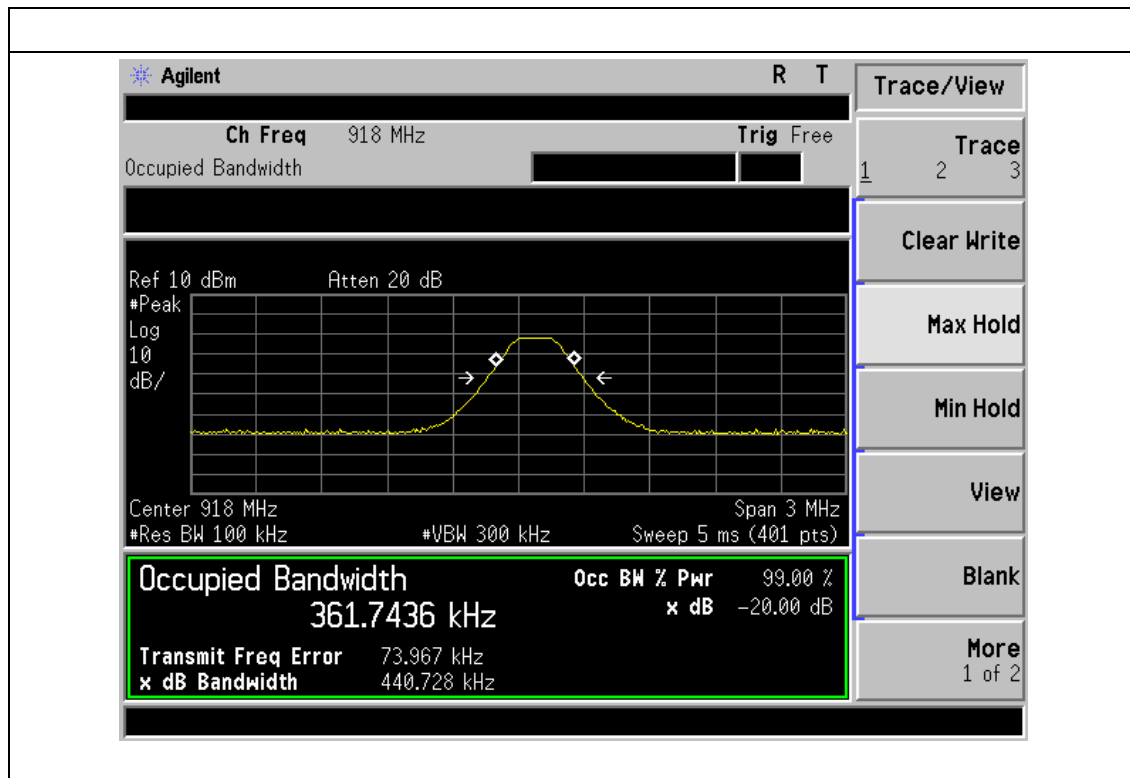 Agilent
R T
Trace/View
Ch Freq 918 MHz
Trig Free
Occupied Bandwidth
Trace
1 2 3
Clear Write
Ref 10 dBm
Atten 20 dB
#Peak
Log
10
dB/
Max Hold
Min Hold
View
Center 918 MHz
Span 3 MHz
#Res BW 100 kHz
#VBW 300 kHz
Sweep 5 ms (401 pts)
Occupied Bandwidth
361.7436 kHz
Occ BW % Pwr 99.00 %
x dB -20.00 dB
Transmit Freq Error 73.967 kHz
x dB Bandwidth 440.728 kHz
Blank
More
1 of 2